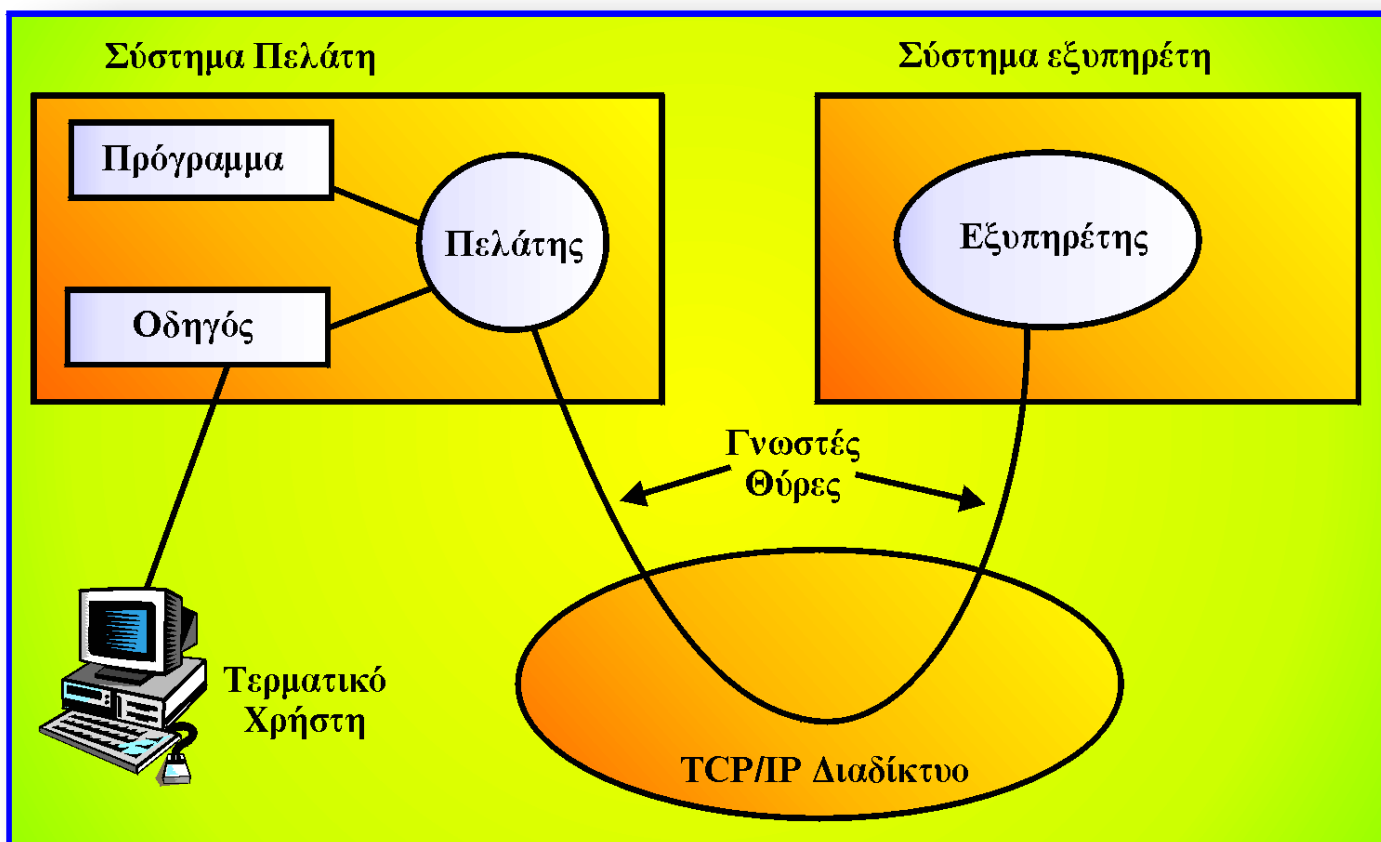 Σύστημα Πελάτη
Σύστημα εξυπηρέτη
Πρόγραμμα
Πελάτης
Εξυπηρέτης
Οδηγός
Γνωστές
Θύρες
Τερματικό
Χρήστη
TCP/IP Διαδίκτυο